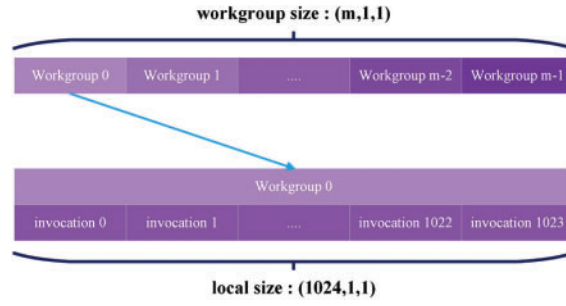 workgroup size : (m,1,1)
Workgroup 0 Workgroup 1 .... Workgroup m-2 Workgroup m-1
Workgroup 0
invocation 0 invocation 1 .... invocation 1022 invocation 1023
local size : (1024,1,1)